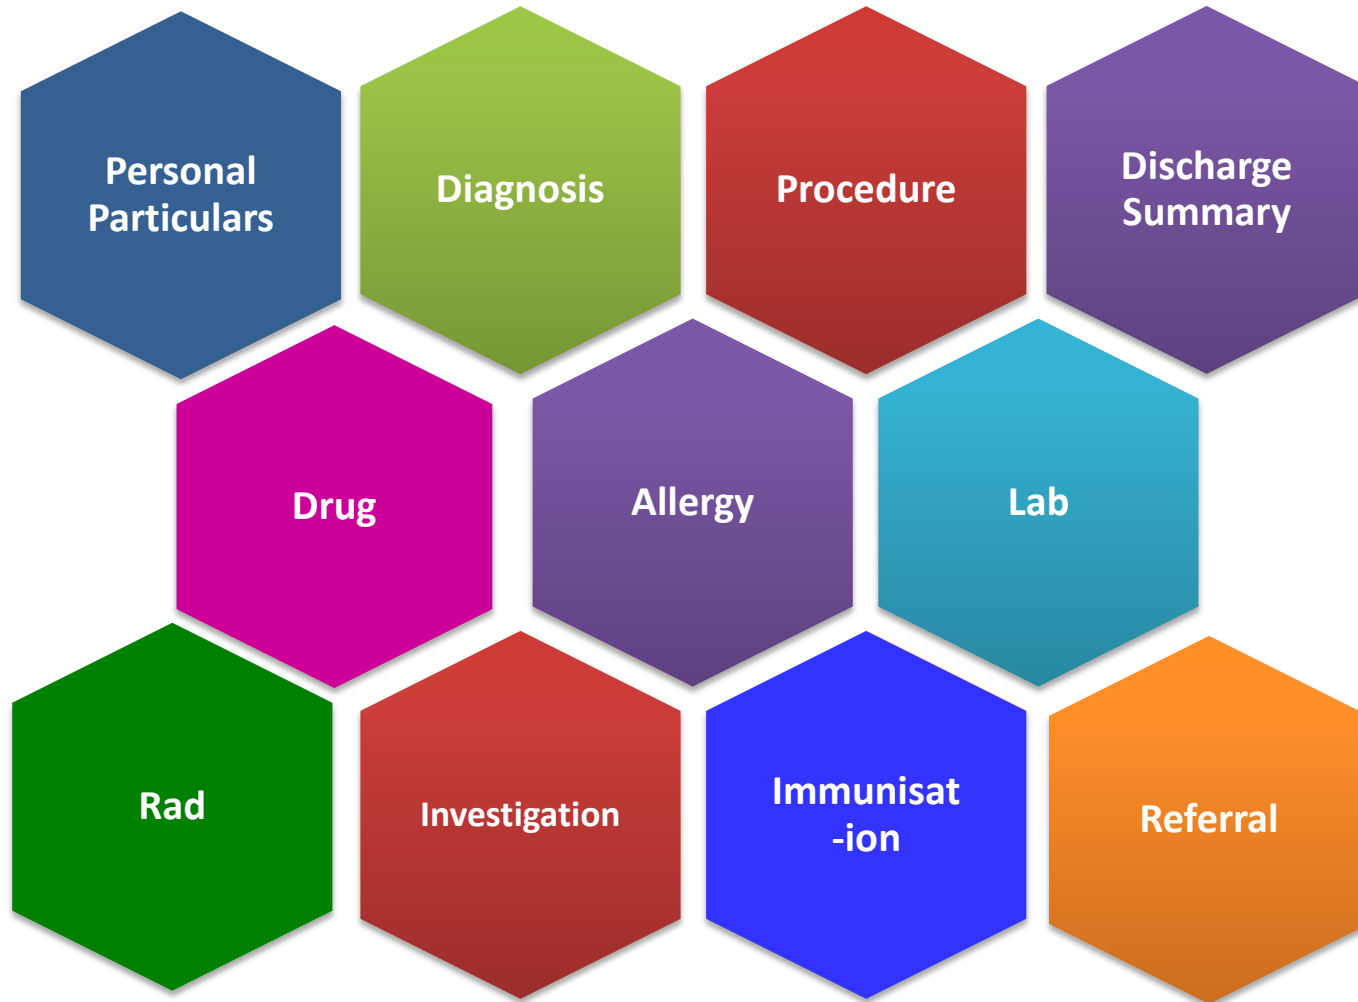 Personal
Particulars
Diagnosis
Procedure
Discharge
Summary
Drug
Allergy
Lab
Rad
Investigation
Immunisat
-ion
Referral